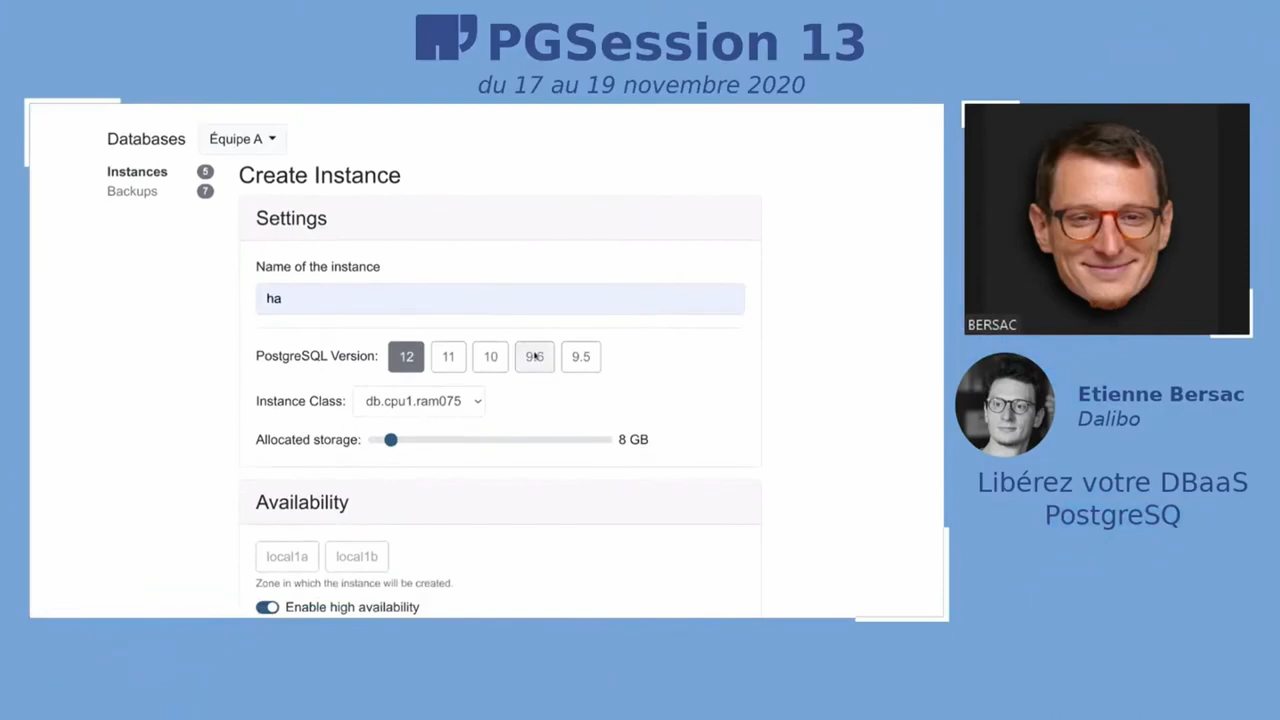 PGSession 13
du 17 au 19 novembre 2020
Databases
Équipe A
Instances 5
Backups 7
Create Instance
Settings
Name of the instance
ha
PostgreSQL Version: 12 11 10 9.6 9.5
Instance Class: db.cpu1.ram075
Allocated storage: 8 GB
Availability
local1a local1b
Zone in which the instance will be created.
Enable high availability
BERSAC
Etienne Bersac
Dalibo
Libérez votre DBaaS
PostgreSQ